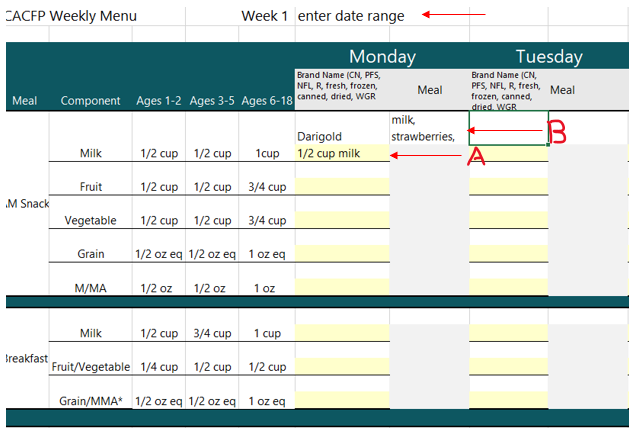 CACFP Weekly Menu Week 1 enter date range
Monday Tuesday
Meal Component Ages 1-2 Ages 3-5 Ages 6-18
Brand Name (CN, PFS,
NFL, R, fresh, frozen,
canned, dried, WGR
Meal
Brand Name (CN,
PFS, NFL, R, fresh,
frozen, canned,
dried, WGR
Meal
AM Snack
Darigold
milk,
strawberries,
B
Milk 1/2 cup 1/2 cup 1cup 1/2 cup milk A
Fruit 1/2 cup 1/2 cup 3/4 cup
Vegetable 1/2 cup 1/2 cup 3/4 cup
Grain 1/2 oz eq 1/2 oz eq 1 oz eq
M/MA 1/2 oz 1/2 oz 1 oz
Breakfast
Milk 1/2 cup 3/4 cup 1 cup
Fruit/Vegetable 1/4 cup 1/2 cup 1/2 cup
Grain/MMA* 1/2 oz eq 1/2 oz eq 1 oz eq